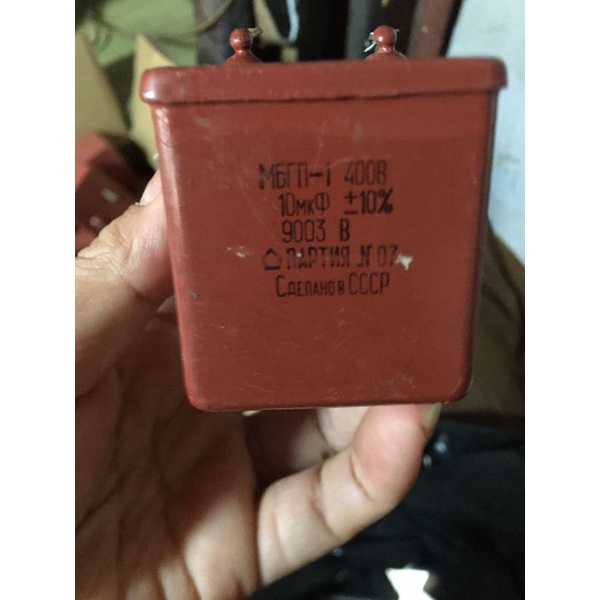 МБГП-1 400В
10мкФ ±10%
9003 В
ПАРТИЯ № 07
Сделано в СССР